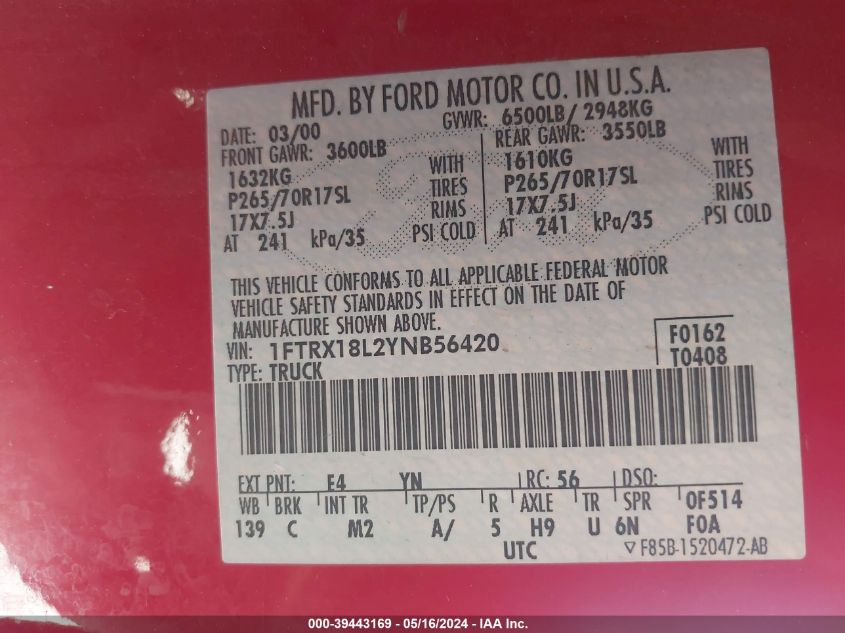 MFD. BY FORD MOTOR CO. IN U.S.A.
DATE: 03/00 GVWR: 6500LB/ 2948KG
FRONT GAWR: 3600LB REAR GAWR: 3550LB
1632KG WITH 1610KG WITH
P265/70R17SL TIRES P265/70R17SL TIRES
17X7.5J RIMS 17X7.5J RIMS
AT 241 kPa/35 PSI COLD AT 241 kPa/35 PSI COLD
THIS VEHICLE CONFORMS TO ALL APPLICABLE FEDERAL MOTOR
VEHICLE SAFETY STANDARDS IN EFFECT ON THE DATE OF
MANUFACTURE SHOWN ABOVE.
VIN: 1FTRX18L2YNB56420 F0162
TYPE: TRUCK T0408
EXT PNT: E4 YN RC: 56 DSO:
WB BRK INT TR TP/PS R AXLE TR SPR 0F514
139 C M2 A/ 5 H9 U 6N F0A
UTC ▽F85B-1520472-AB
000-39443169 - 05/16/2024 - IAA Inc.